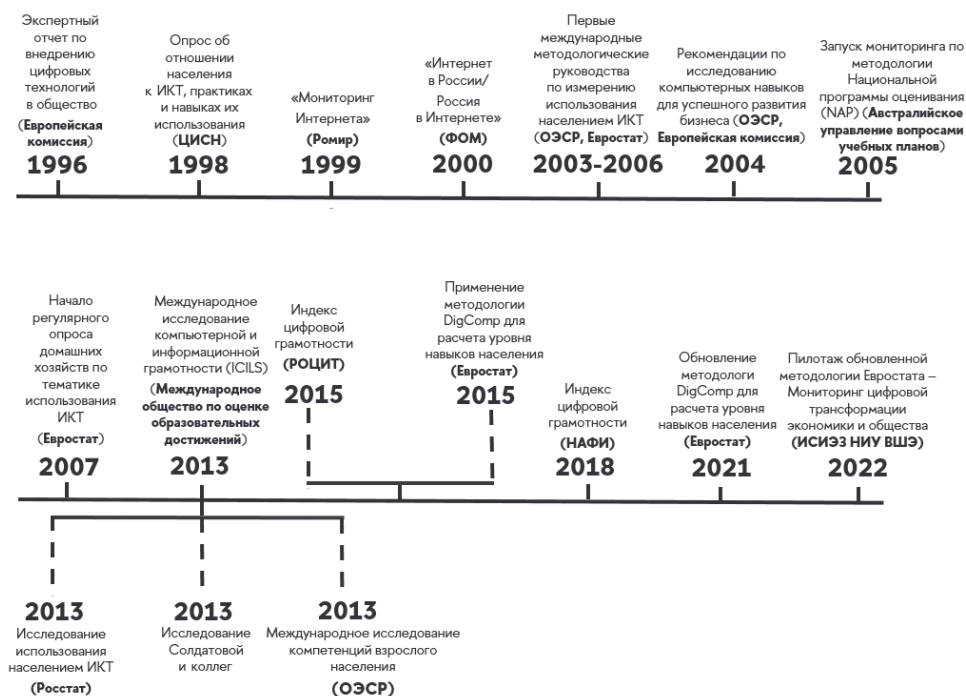 Экспертный
отчет по
внедрению
цифровых
технологий
в общество
(Европейская
комиссия)
1996
Опрос об
отношении
населения
к ИКТ, практиках
и навыках их
использования
(ЦИСН)
1998
«Мониторинг
Интернета»
(Ромир)
1999
«Интернет
в России/
Россия
в Интернете»
(ФОМ)
2000
Первые
международные
методологические
руководства
по измерению
использования
населением ИКТ
(ОЭСР, Евростат)
2003-2006
Рекомендации по
исследованию
компьютерных навыков
для успешного развития
бизнеса (ОЭСР,
Европейская комиссия)
2004
Запуск мониторинга по
методологии
Национальной
программы оценивания
(NAP) (Австралийское
управление вопросами
учебных планов)
2005
Начало
регулярного
опроса
домашних
хозяйств по
тематике
использования
ИКТ
(Евростат)
2007
Международное
исследование
компьютерной и
информационной
грамотности (ICILS)
(Международное
общество по оценке
образовательных
достижений)
2013
Индекс
цифровой
грамотности
(РОЦИТ)
2015
Применение
методологии
DigComp для
расчета уровня
навыков населения
(Евростат)
2015
Индекс
цифровой
грамотности
(НАФИ)
2018
Обновление
методологи
DigComp для
расчета уровня
навыков населения
(Евростат)
2021
Пилотаж обновленной
методологии Евростата –
Мониторинг цифровой
трансформации
экономики и общества
(ИСИЭЗ НИУ ВШЭ)
2022
2013
Исследование
использования
населением ИКТ
(Росстат)
2013
Исследование
Солдатовой
и коллег
2013
Международное исследование
компетенций взрослого
населения
(ОЭСР)